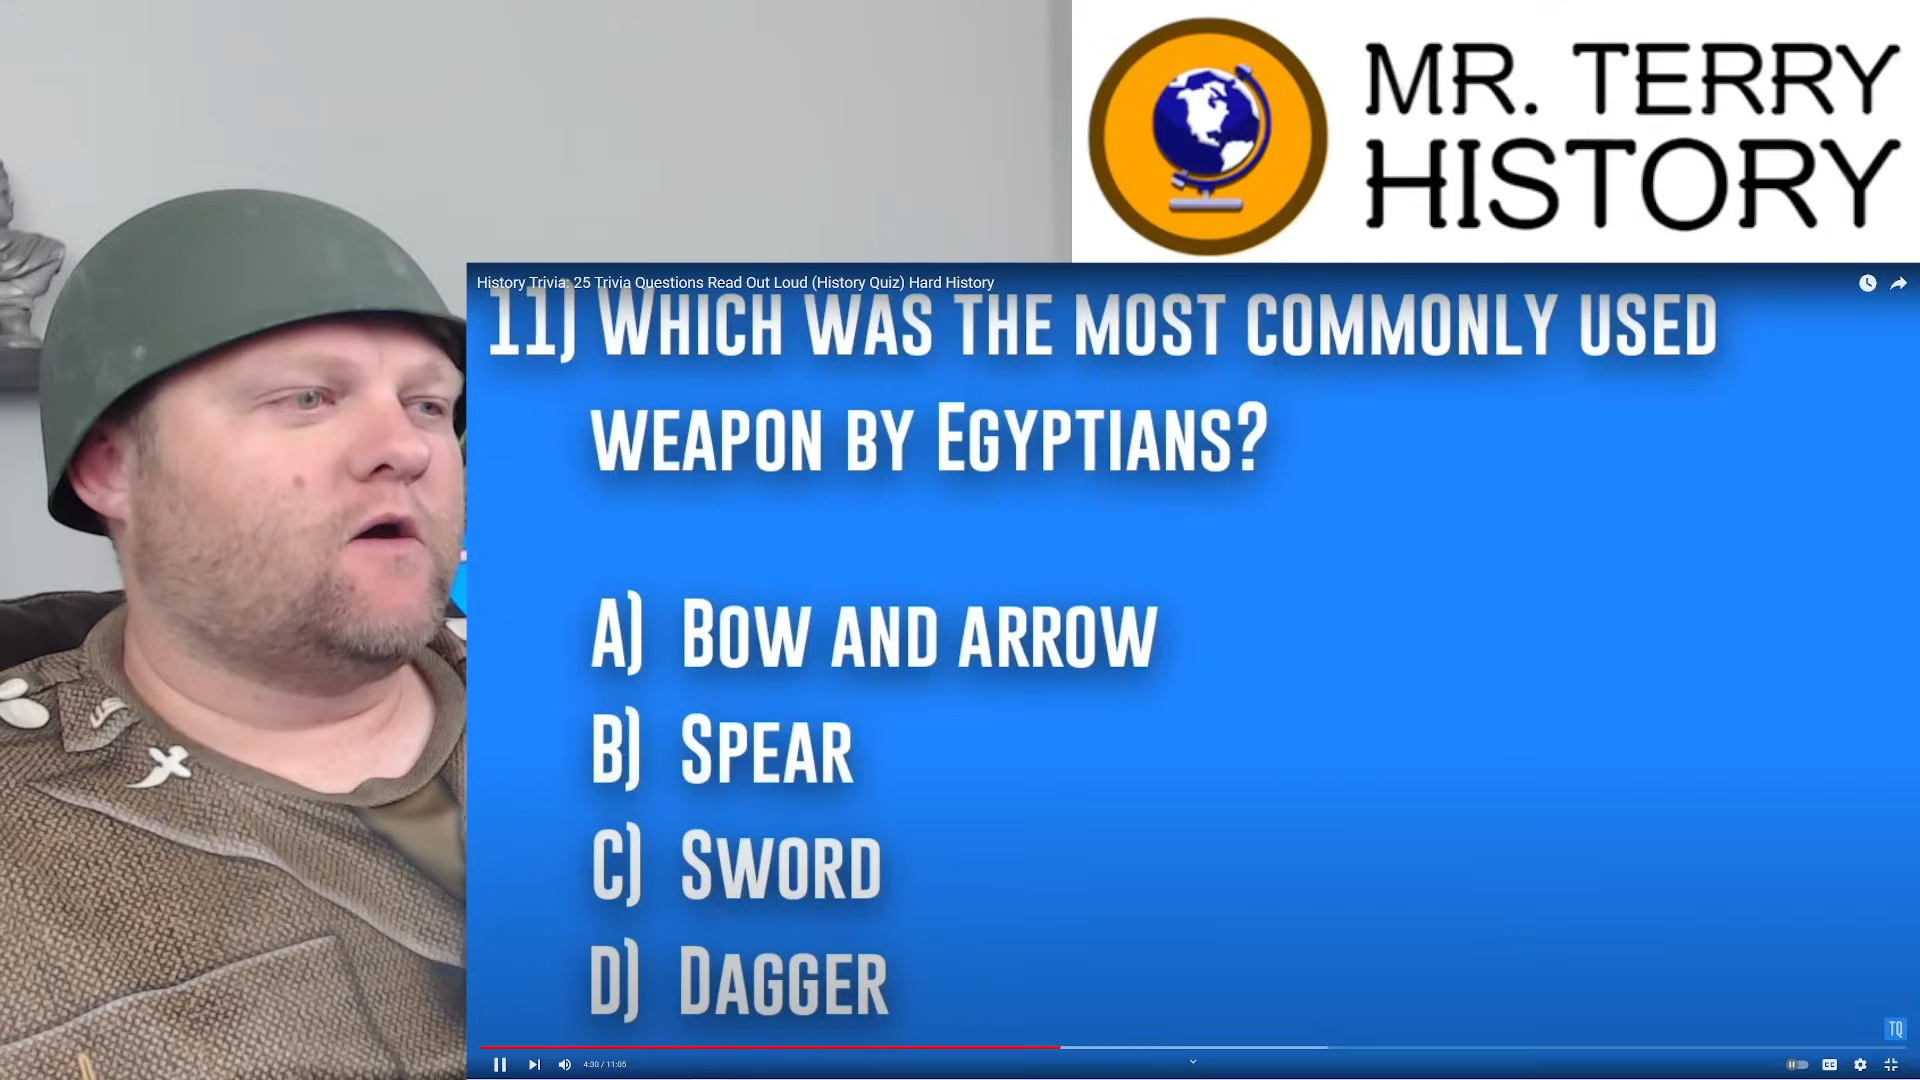 MR. TERRY
HISTORY
History Trivia: 25 Trivia Questions Read Out Loud (History Quiz) Hard History
11) Which was the most commonly used
weapon by Egyptians?
A) Bow and arrow
B) Spear
C) Sword
D) Dagger
TQ
4:30 / 11:05
CC